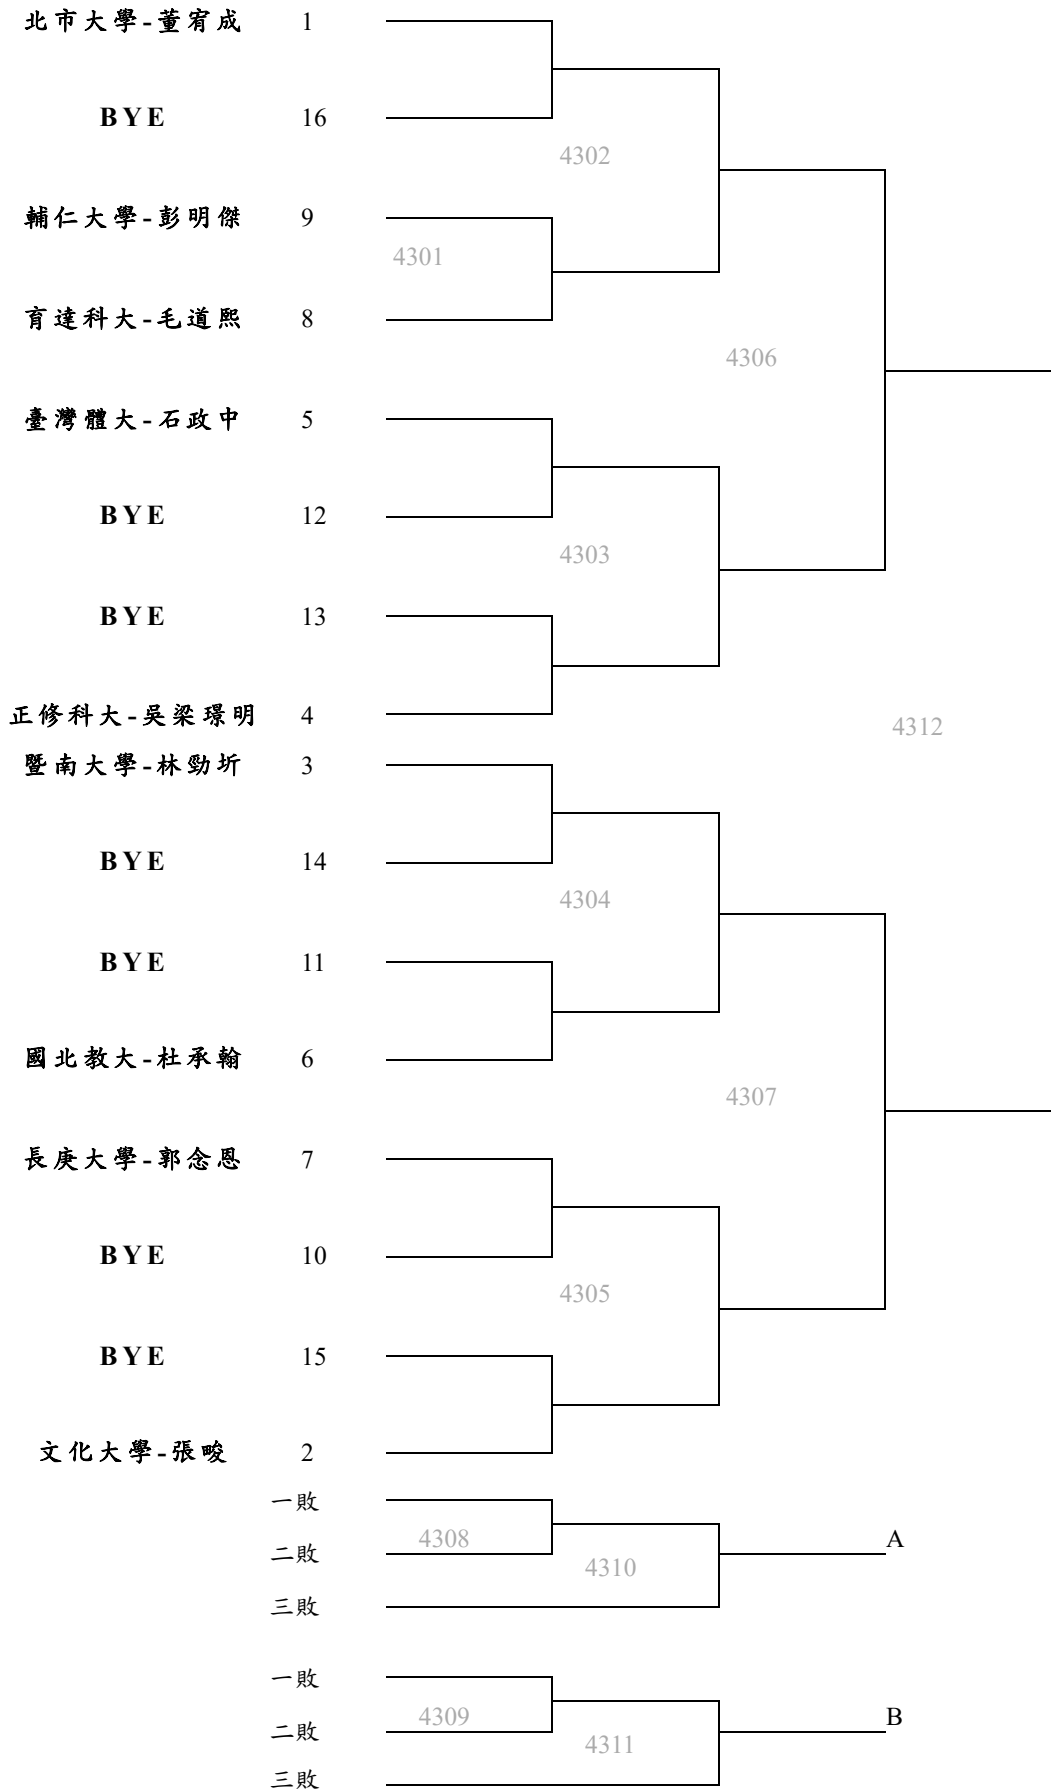 北市大學-董宥成 1
BYE 16
4302
輔仁大學-彭明傑 9
4301
育達科大-毛道熙 8
4306
臺灣體大-石政中 5
BYE 12
4303
BYE 13
正修科大-吳梁璟明 4
4312
暨南大學-林勁圻 3
BYE 14
4304
BYE 11
國北教大-杜承翰 6
4307
長庚大學-郭念恩 7
BYE 10
4305
BYE 15
文化大學-張畯 2
一敗
4308
A
二敗
4310
三敗
一敗
4309
B
二敗
4311
三敗